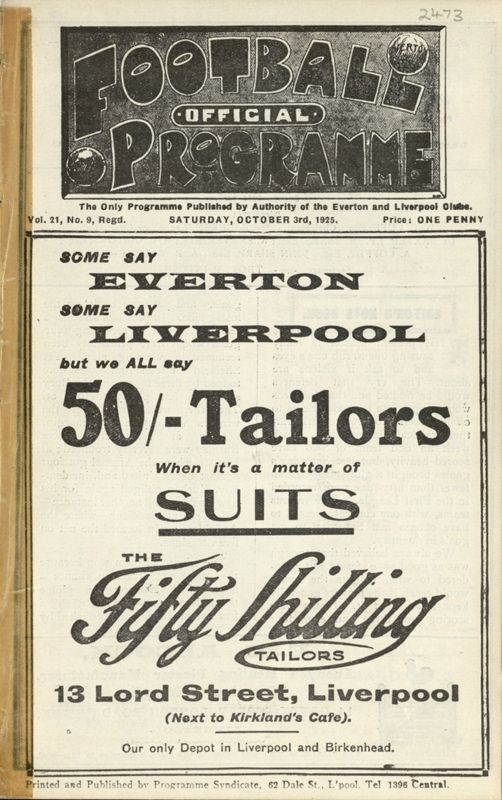 2473
FOOTBALL
EVERTO
OFFICIAL
PROGRAMME
The Only Programme Published by Authority of the Everton and Liverpool Clubs.
Vol. 21, No. 9, Regd. SATURDAY, OCTOBER 3rd, 1925. Price: ONE PENNY
SOME SAY
EVERTON
SOME SAY
LIVERPOOL
but we ALL say
50/- Tailors
When it's a matter of
SUITS
THE
Fifty Shilling
TAILORS
13 Lord Street, Liverpool
(Next to Kirkland's Cafe).
Our only Depot in Liverpool and Birkenhead.
Printed and Published by Programme Syndicate, 62 Dale St., L'pool. Tel 1396 Central.